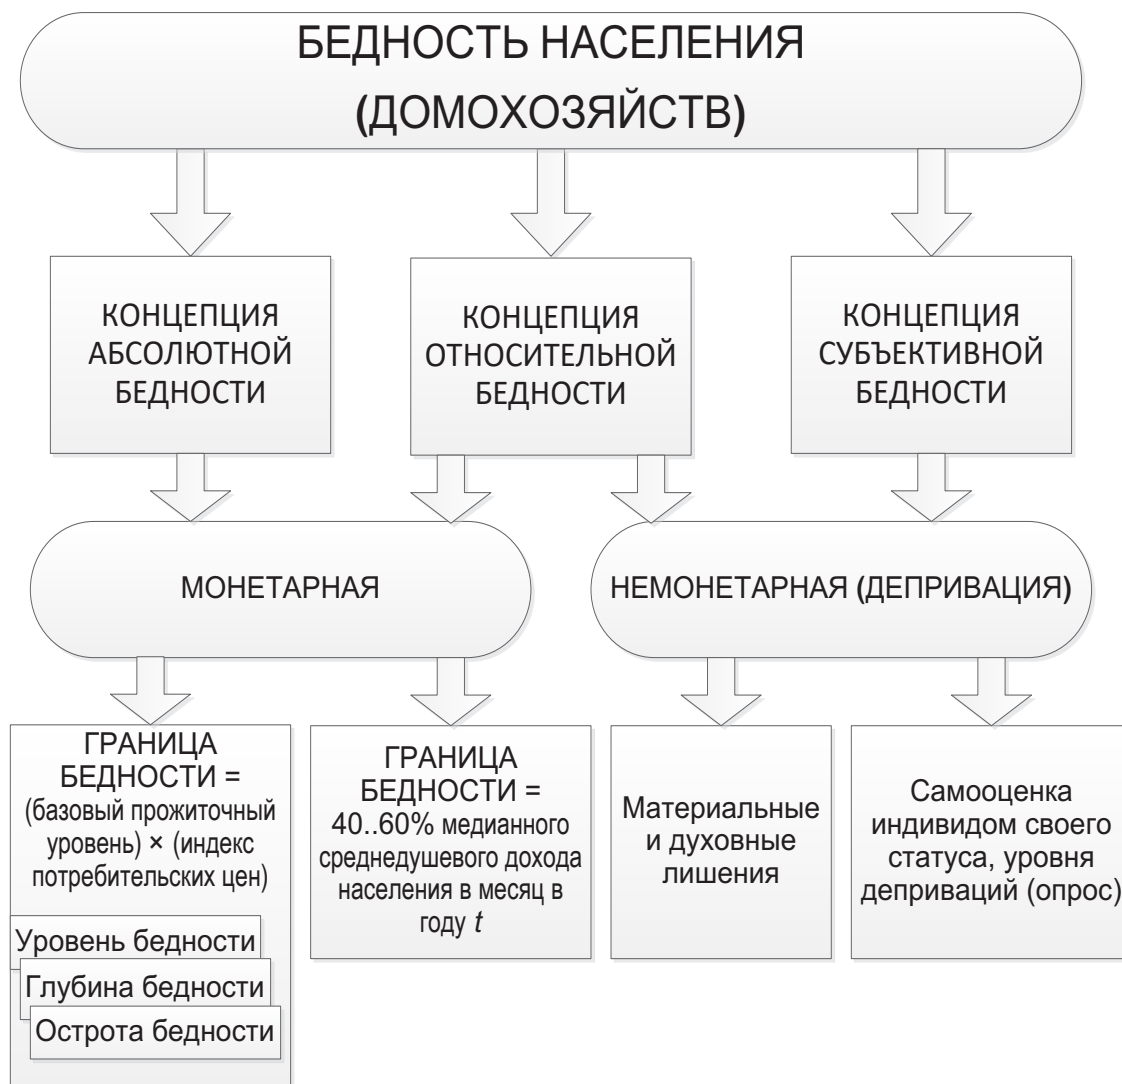 БЕДНОСТЬ НАСЕЛЕНИЯ
(ДОМОХОЗЯЙСТВ)
КОНЦЕПЦИЯ
АБСОЛЮТНОЙ
БЕДНОСТИ
КОНЦЕПЦИЯ
ОТНОСИТЕЛЬНОЙ
БЕДНОСТИ
КОНЦЕПЦИЯ
СУБЪЕКТИВНОЙ
БЕДНОСТИ
МОНЕТАРНАЯ
НЕМОНЕТАРНАЯ (ДЕПРИВАЦИЯ)
ГРАНИЦА
БЕДНОСТИ =
(базовый прожиточный
уровень) × (индекс
потребительских цен)
Уровень бедности
Глубина бедности
Острота бедности
ГРАНИЦА
БЕДНОСТИ =
40..60% медианного
среднедушевого дохода
населения в месяц в
году t
Материальные
и духовные
лишения
Самооценка
индивидом своего
статуса, уровня
деприваций (опрос)